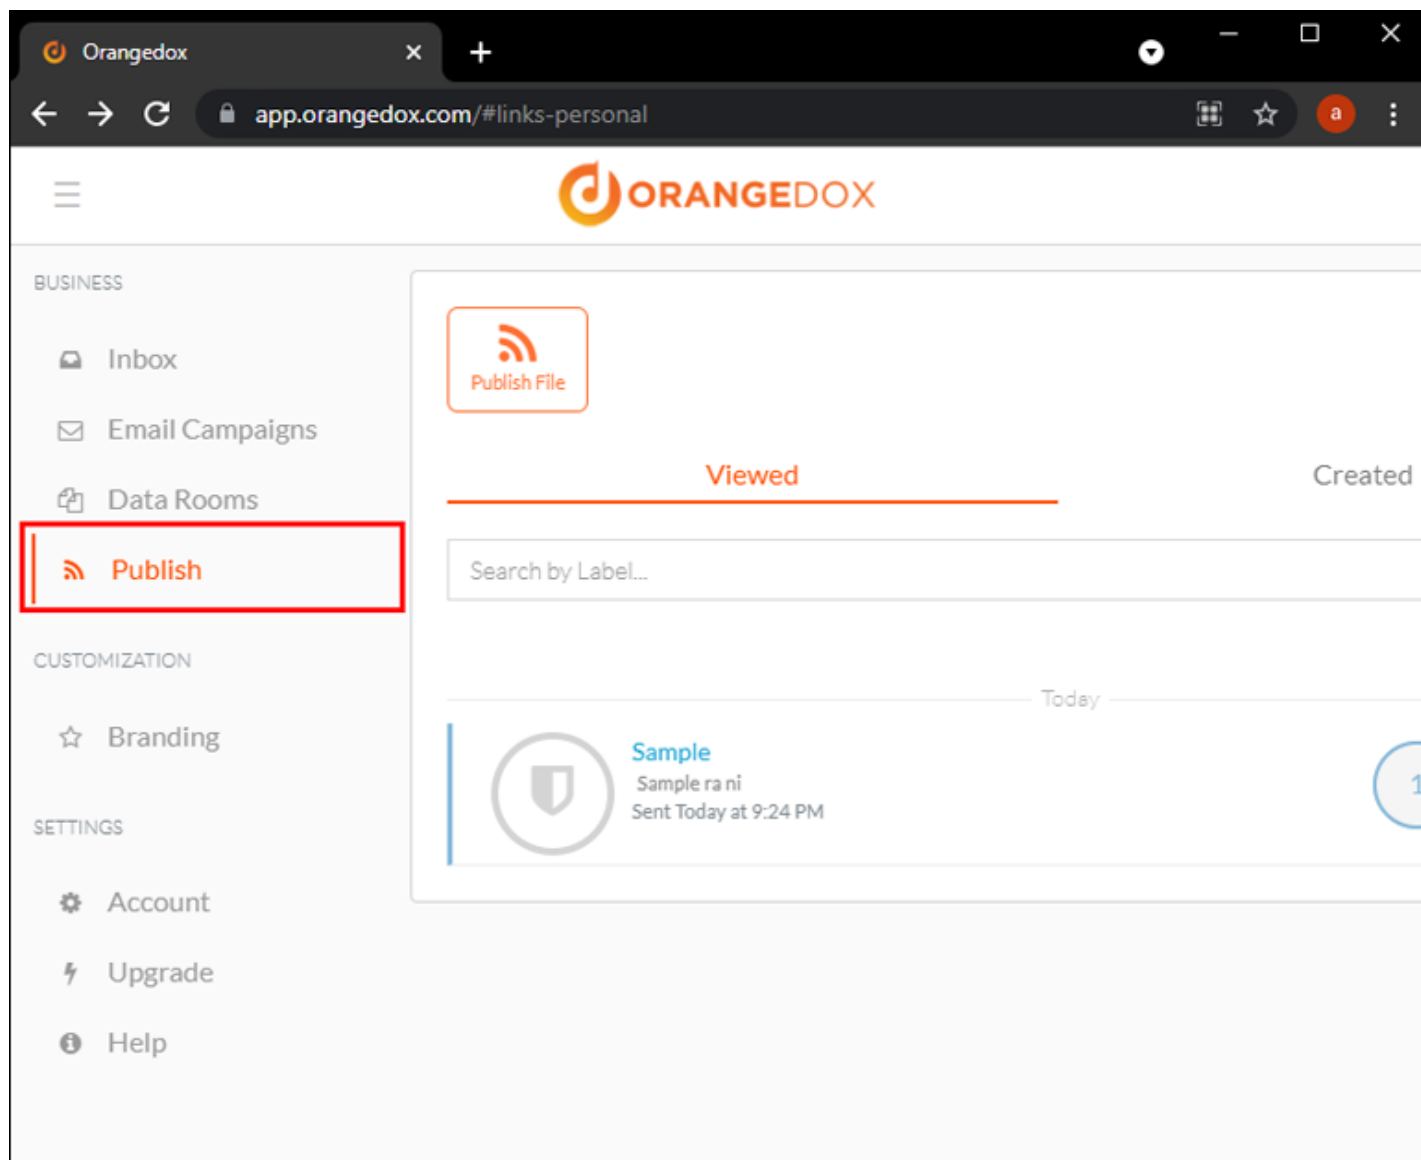 Orangedox
app.orangedox.com/#links-personal
a
ORANGEDOX
BUSINESS
Inbox
Email Campaigns
Data Rooms
Publish
CUSTOMIZATION
Branding
SETTINGS
Account
Upgrade
Help
Publish File
Viewed
Created
Search by Label...
Today
Sample
Sample ra ni
Sent Today at 9:24 PM
1